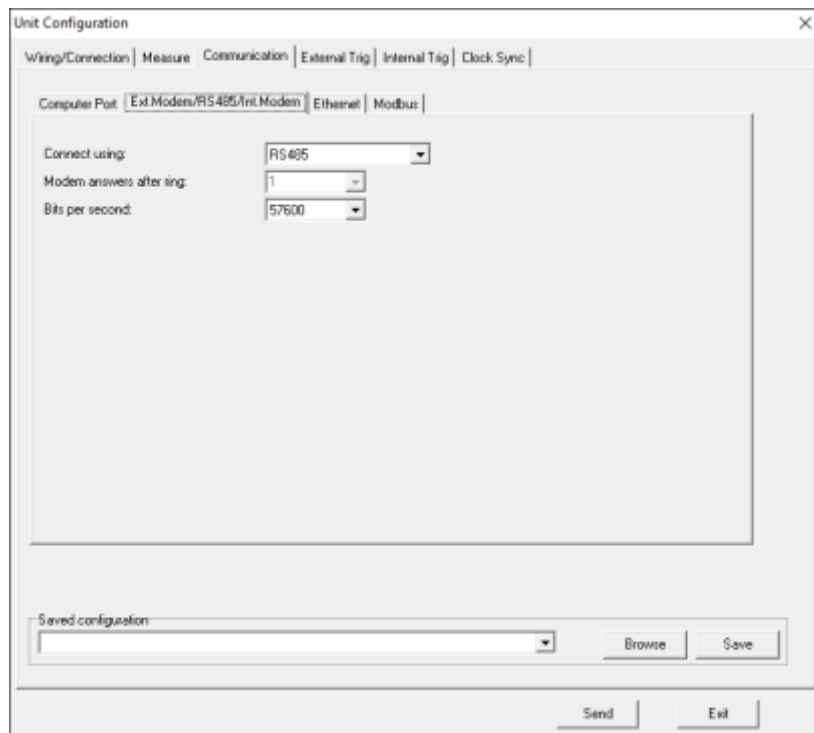 Unit Configuration
Wiring/Connection Measure Communication External Trig Internal Trig Clock Sync
Computer Port Ext.Modem/RS485/Int.Modem Ethernet Modbus
Connect using: RS485
Modem answers after ring: 1
Bits per second: 57600
Saved configuration
Browse Save
Send Exit